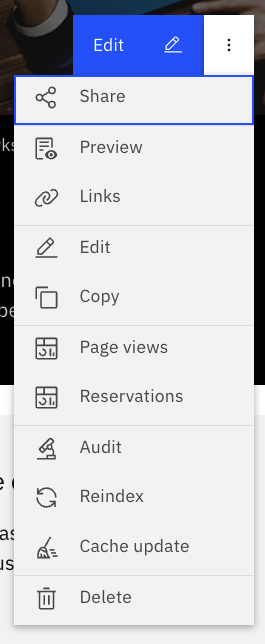 Edit
Share
Preview
Links
Edit
Copy
Page views
Reservations
Audit
Reindex
Cache update
Delete